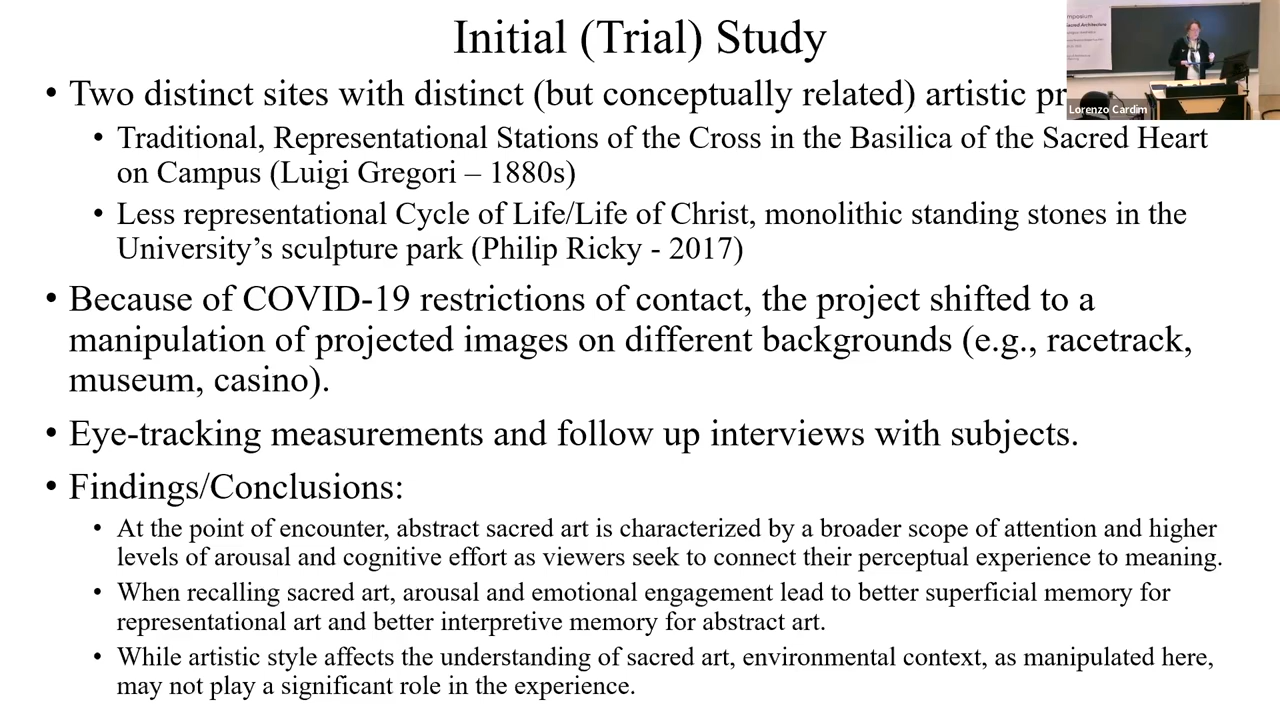 Initial (Trial) Study
• Two distinct sites with distinct (but conceptually related) artistic pr
• Traditional, Representational Stations of the Cross in the Basilica of the Sacred Heart
on Campus (Luigi Gregori – 1880s)
• Less representational Cycle of Life/Life of Christ, monolithic standing stones in the
University’s sculpture park (Philip Ricky - 2017)
• Because of COVID-19 restrictions of contact, the project shifted to a
manipulation of projected images on different backgrounds (e.g., racetrack,
museum, casino).
• Eye-tracking measurements and follow up interviews with subjects.
• Findings/Conclusions:
• At the point of encounter, abstract sacred art is characterized by a broader scope of attention and higher
levels of arousal and cognitive effort as viewers seek to connect their perceptual experience to meaning.
• When recalling sacred art, arousal and emotional engagement lead to better superficial memory for
representational art and better interpretive memory for abstract art.
• While artistic style affects the understanding of sacred art, environmental context, as manipulated here,
may not play a significant role in the experience.
Sacred Architecture
Lorenzo Cardim